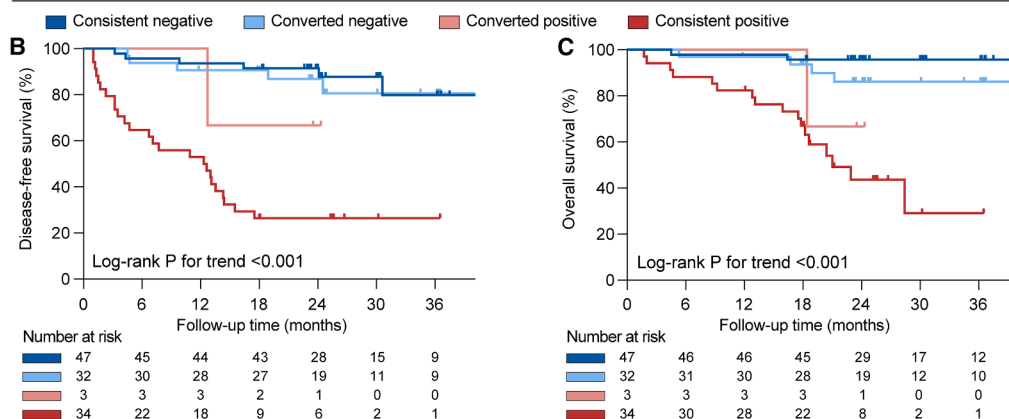 Consistent negative Converted negative Converted positive Consistent positive
B
Disease-free survival (%)
100
80
60
40
20
0
Log-rank P for trend <0.001
0 6 12 18 24 30 36
Follow-up time (months)
Number at risk
47 45 44 43 28 15 9
32 30 28 27 19 11 9
3 3 3 2 1 0 0
34 22 18 9 6 2 1
C
Overall survival (%)
100
80
60
40
20
0
Log-rank P for trend <0.001
0 6 12 18 24 30 36
Follow-up time (months)
Number at risk
47 46 46 45 29 17 12
32 31 30 28 19 12 10
3 3 3 3 1 0 0
34 30 28 22 8 2 1